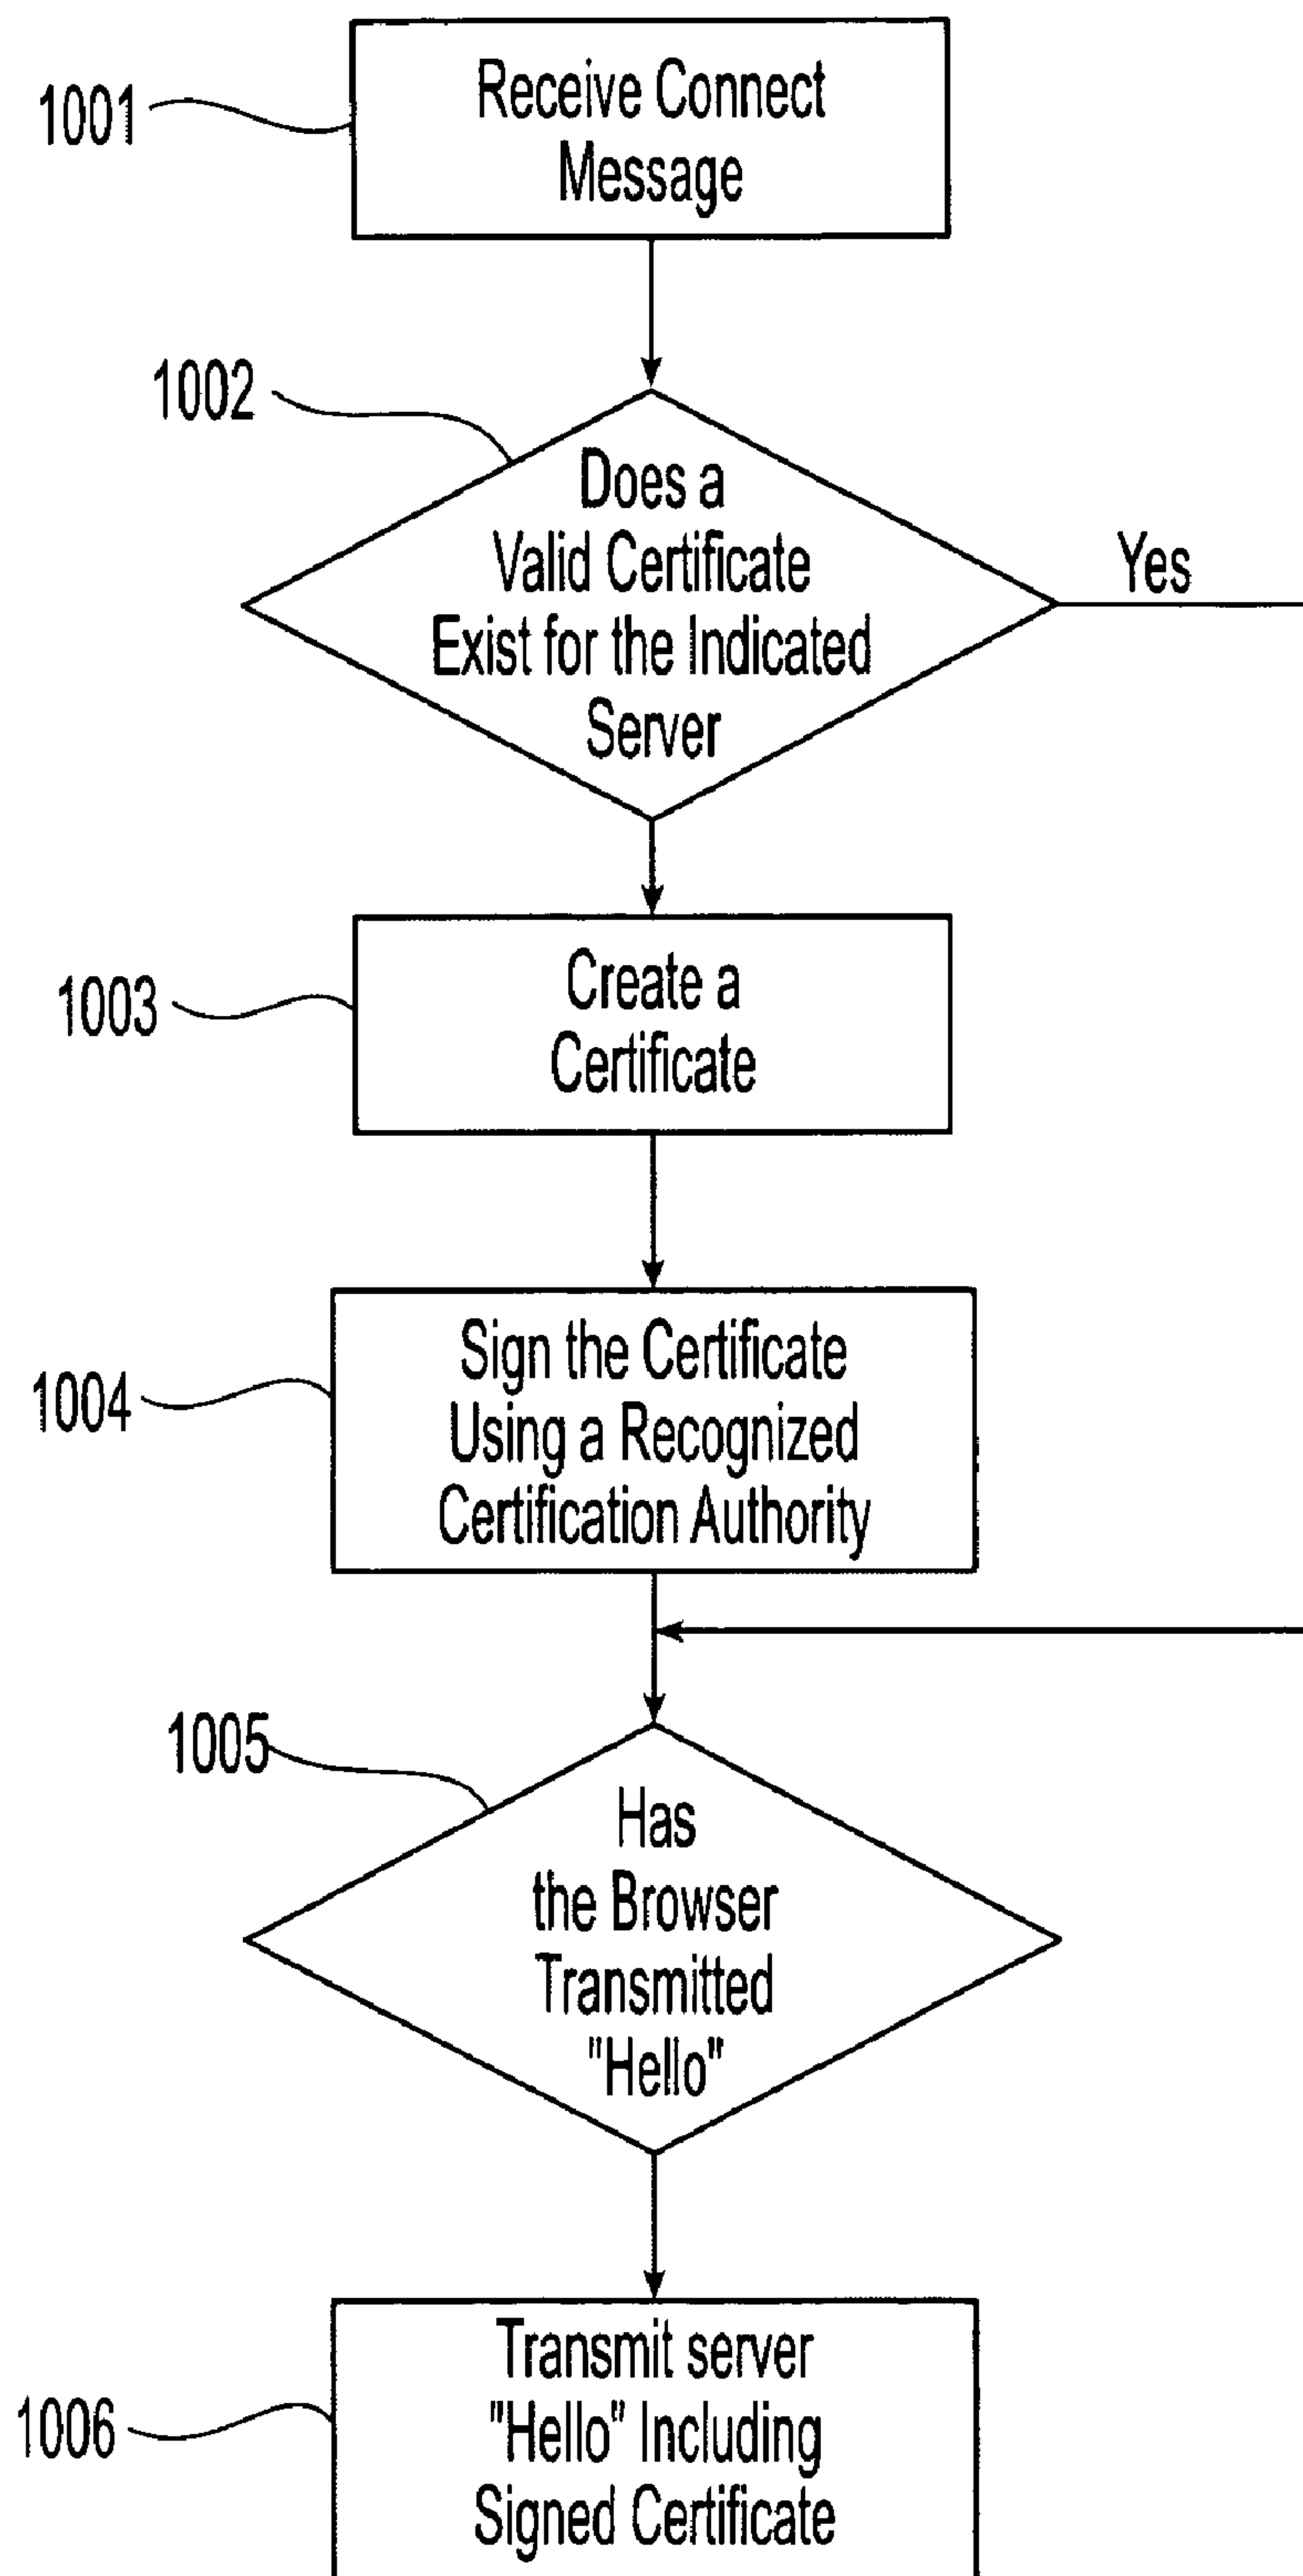 1001
Receive Connect
Message
1002
Does a
Valid Certificate
Exist for the Indicated
Server
Yes
1003
Create a
Certificate
1004
Sign the Certificate
Using a Recognized
Certification Authority
1005
Has
the Browser
Transmitted
"Hello"
1006
Transmit server
"Hello" Including
Signed Certificate